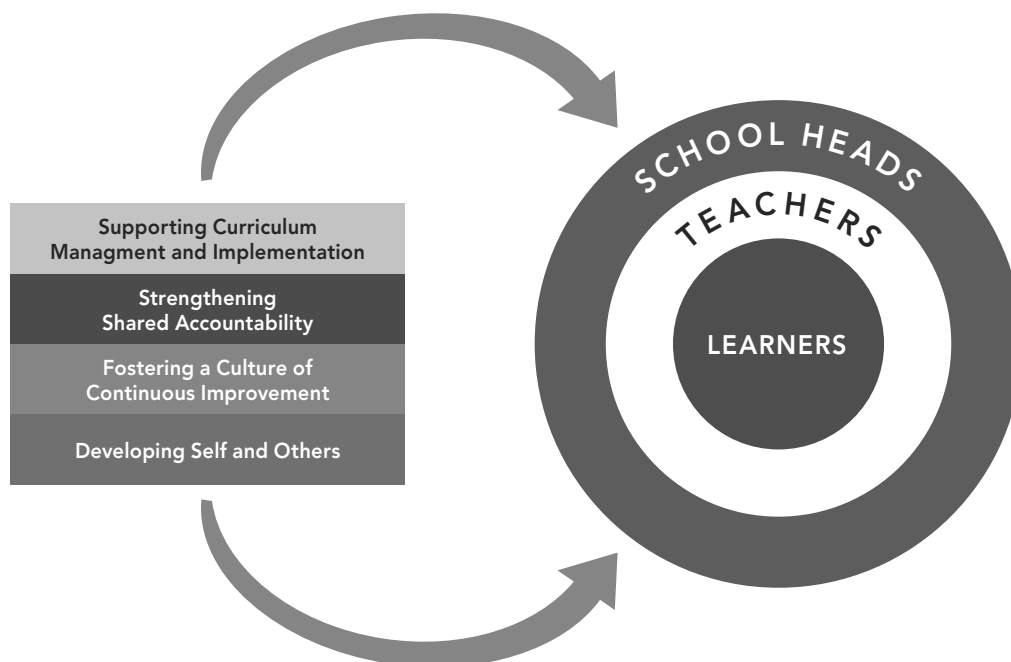 SCHOOL HEADS
TEACHERS
LEARNERS
Supporting Curriculum
Managment and Implementation
Strengthening
Shared Accountability
Fostering a Culture of
Continuous Improvement
Developing Self and Others